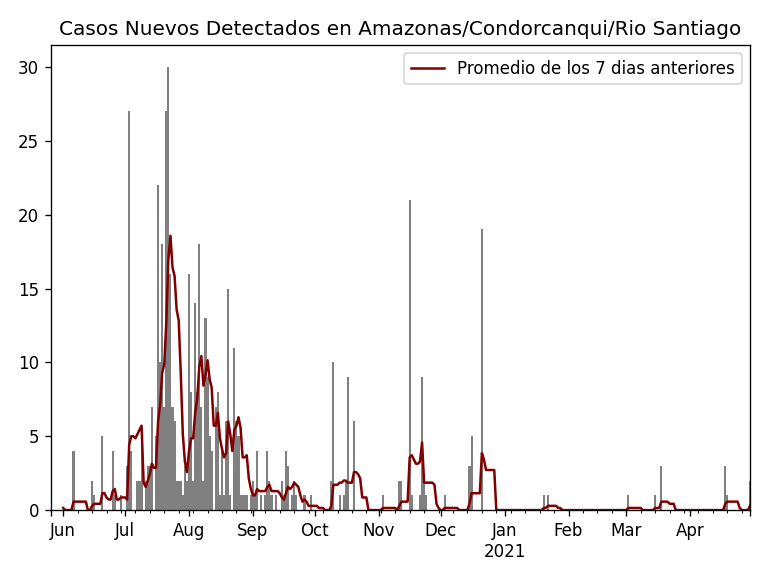 Casos Nuevos Detectados en Amazonas/Condorcanqui/Rio Santiago
Promedio de los 7 dias anteriores
30
25
20
15
10
5
0
Jun Jul Aug Sep Oct Nov Dec Jan Feb Mar Apr
2021